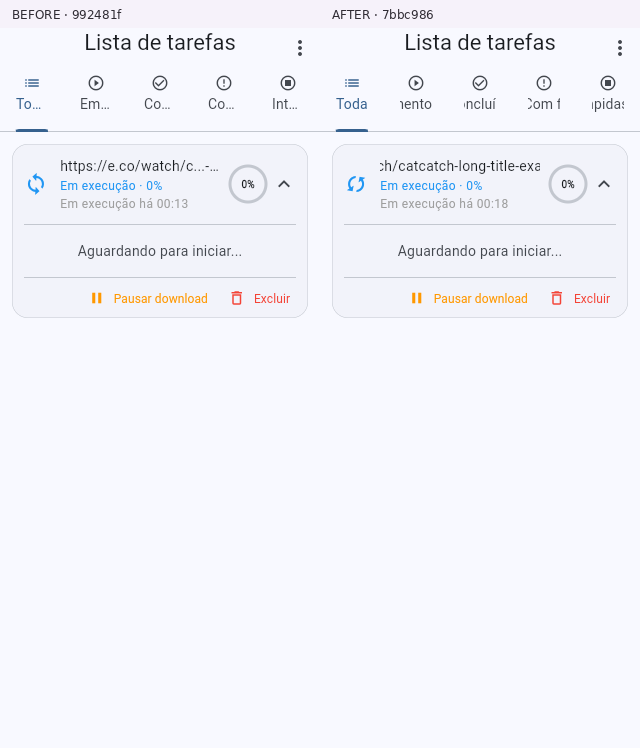 BEFORE · 992481f
Lista de tarefas
To...
Em...
Co...
Co...
Int...
https://e.co/watch/c...-...
Em execução · 0%
Em execução há 00:13
0%
Aguardando para iniciar...
Pausar download
Excluir
AFTER · 7bbc986
Lista de tarefas
Toda
nento
oncluí
Com f
ıpidas
ch/catcatch-long-title-exa
Em execução · 0%
Em execução há 00:18
0%
Aguardando para iniciar...
Pausar download
Excluir